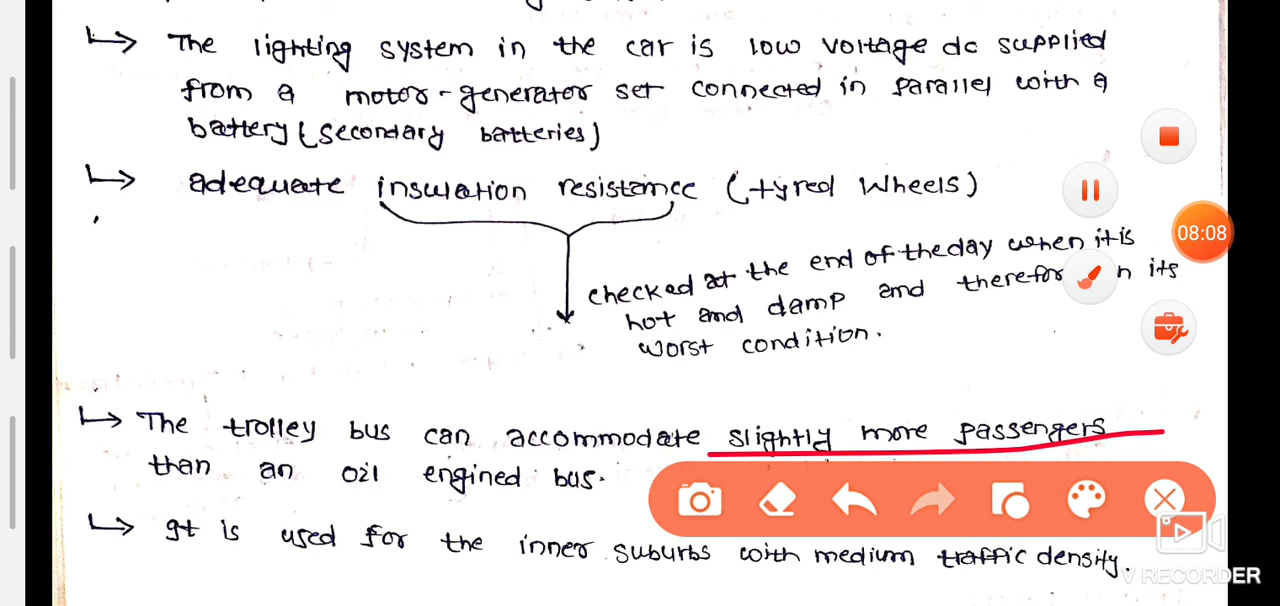 The lighting system in the car is low voltage dc supplied
from a motor-generator set connected in parallel with a
battery (secondary batteries)
adequate insulation resistance (tyred wheels)
checked at the end of the day when it is
hot and damp and therefor n its
worst condition.
08:08
The trolley bus can accommodate slightly more passengers
than an oil engined bus.
It is used for the inner suburbs with medium traffic density.
V RECORDER